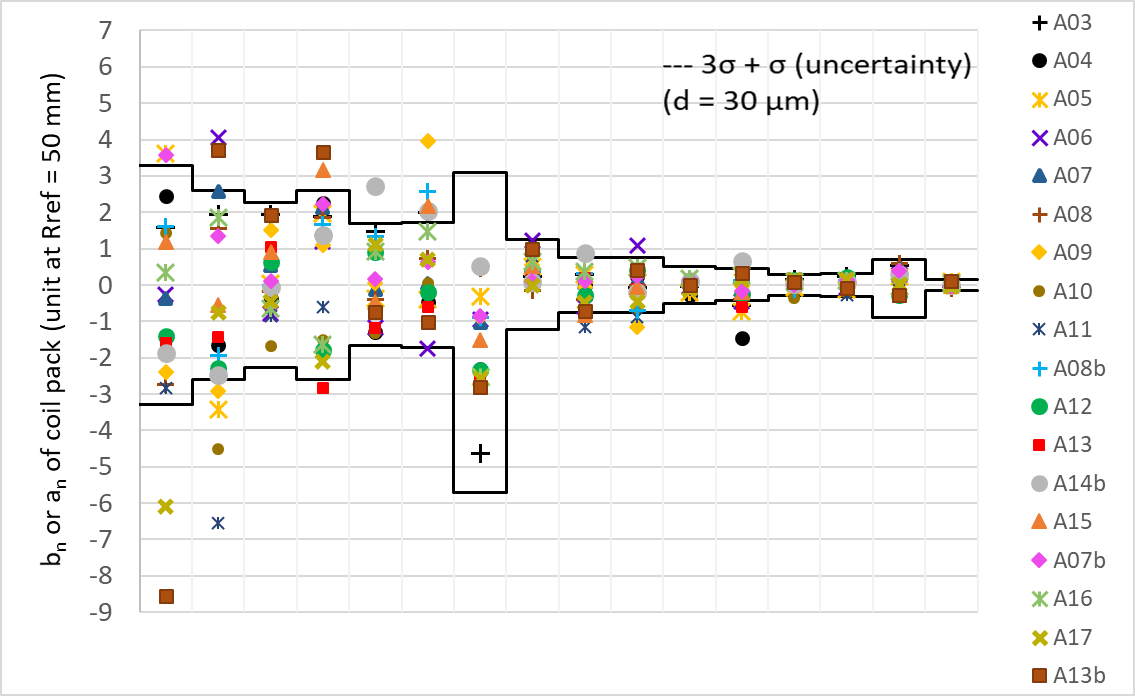 7
6
5
4
3
2
1
0
-1
-2
-3
-4
-5
-6
-7
-8
-9
bn or an of coil pack (unit at Rref = 50 mm)
--- 3σ + σ (uncertainty)
(d = 30 µm)
A03
A04
A05
A06
A07
A08
A09
A10
A11
A08b
A12
A13
A14b
A15
A07b
A16
A17
A13b